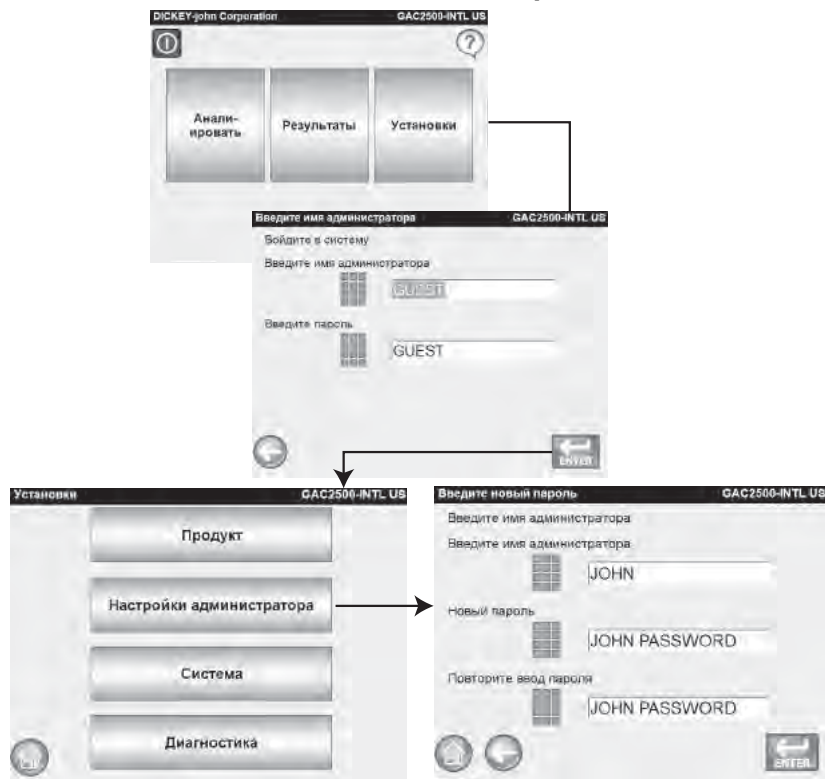 DICKEY-john Corporation GAC2500-INTL US
?
Анали-
ировать
Результаты
Установки
Введите имя администратора GAC2500-INTL US
Войдите в систему
Введите имя администратора
GUEST
Введите пароль
GUEST
ENTER
Установки GAC2500-INTL US
Продукт
Настройки администратора
Система
Диагностика
Введите новый пароль GAC2500-INTL US
Введите имя администратора
Введите имя администратора
JOHN
Новый пароль
JOHN PASSWORD
Повторите ввод пароля
JOHN PASSWORD
ENTER